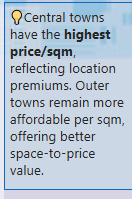 💡Central towns
have the highest
price/sqm,
reflecting location
premiums. Outer
towns remain more
affordable per sqm,
offering better
space-to-price
value.